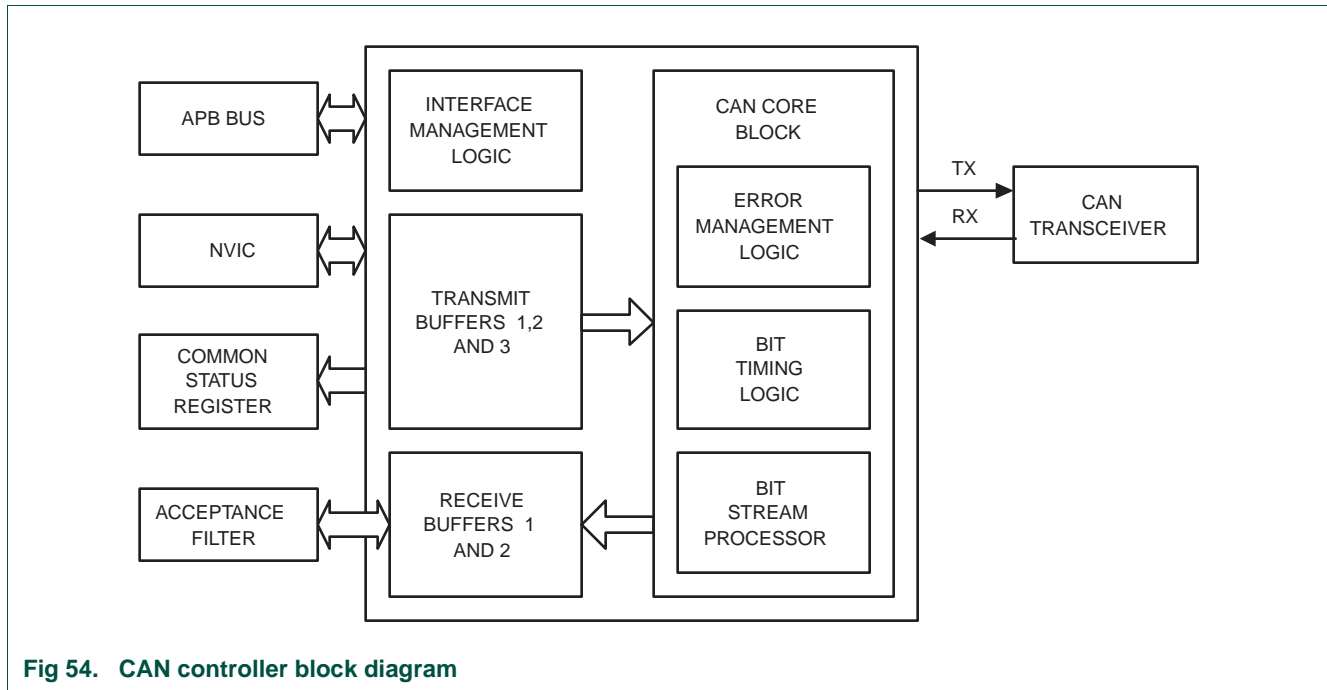 APB BUS
NVIC
COMMON
STATUS
REGISTER
ACCEPTANCE
FILTER
INTERFACE
MANAGEMENT
LOGIC
TRANSMIT
BUFFERS 1,2
AND 3
RECEIVE
BUFFERS 1
AND 2
CAN CORE
BLOCK
ERROR
MANAGEMENT
LOGIC
BIT
TIMING
LOGIC
BIT
STREAM
PROCESSOR
TX
RX
CAN
TRANSCEIVER
Fig 54. CAN controller block diagram